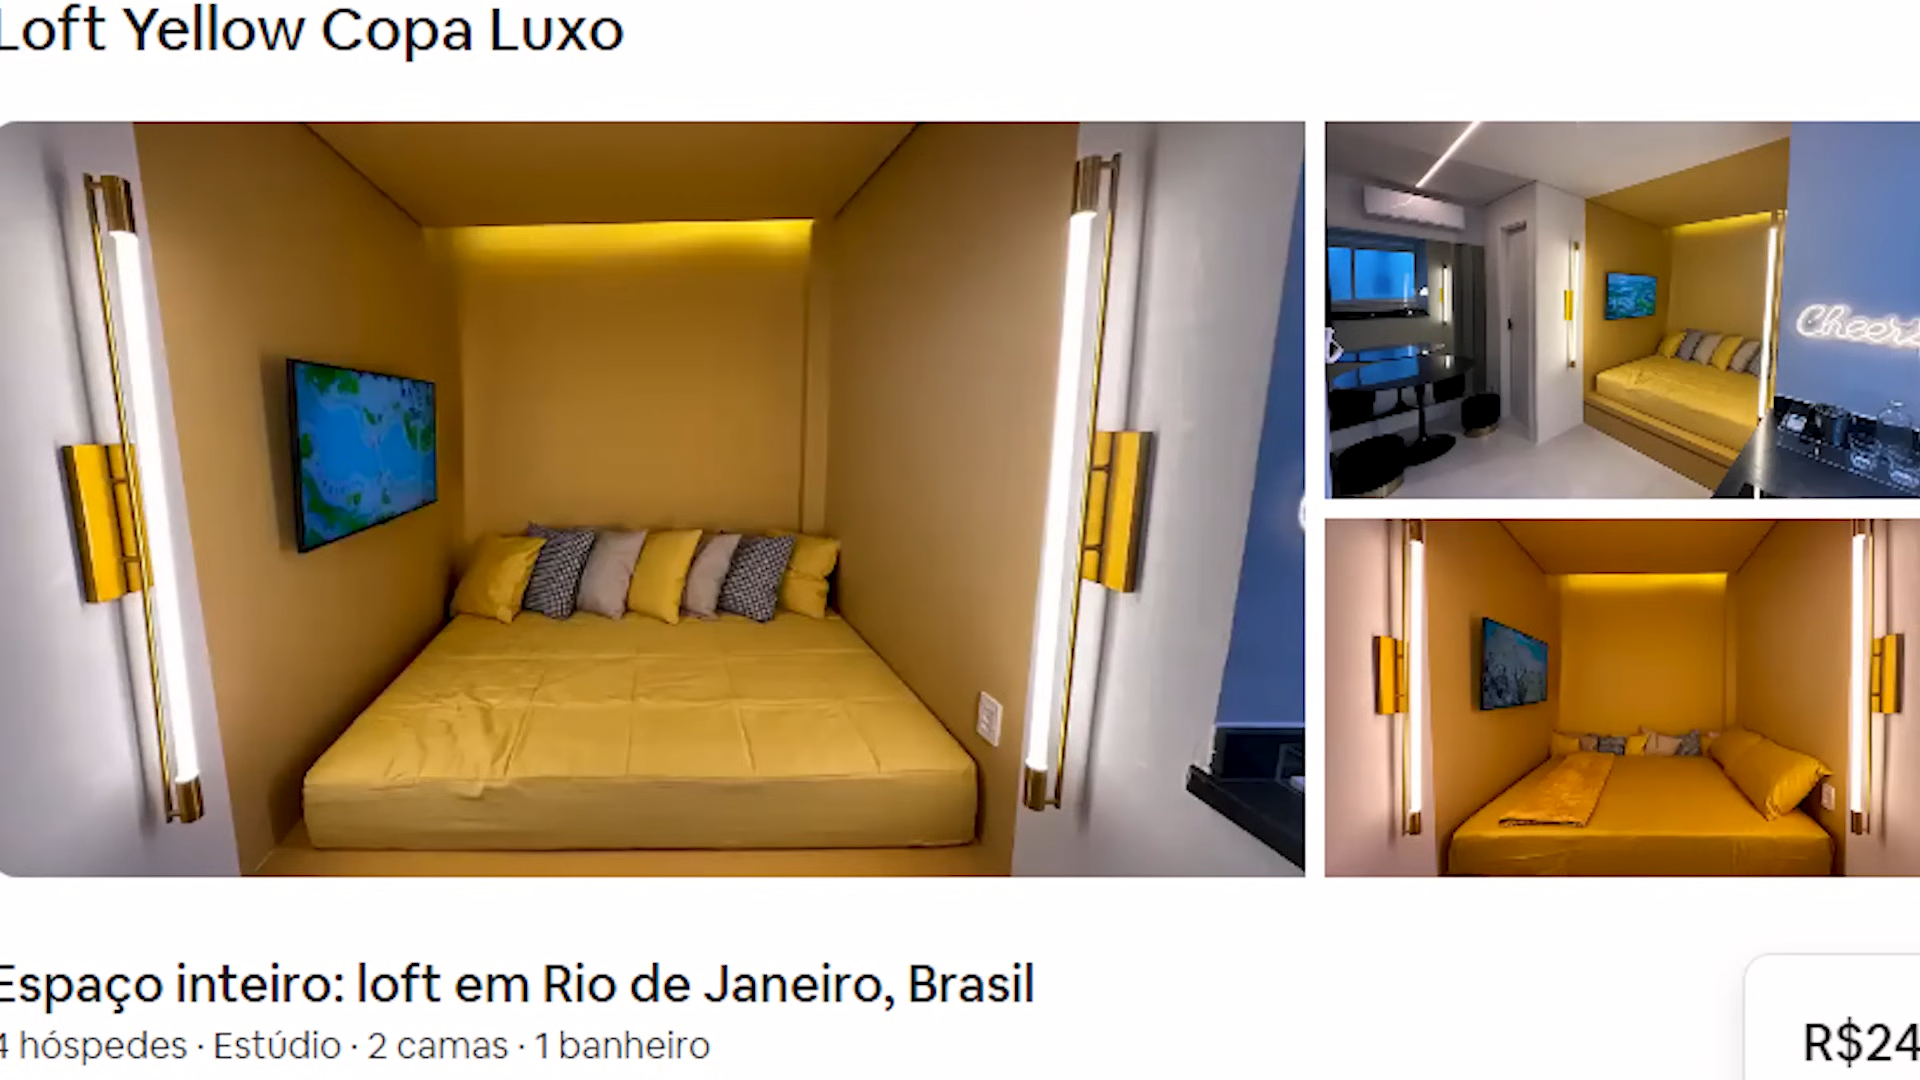 Loft Yellow Copa Luxo
Cheers
Espaço inteiro: loft em Rio de Janeiro, Brasil
4 hóspedes · Estúdio · 2 camas · 1 banheiro
R$24